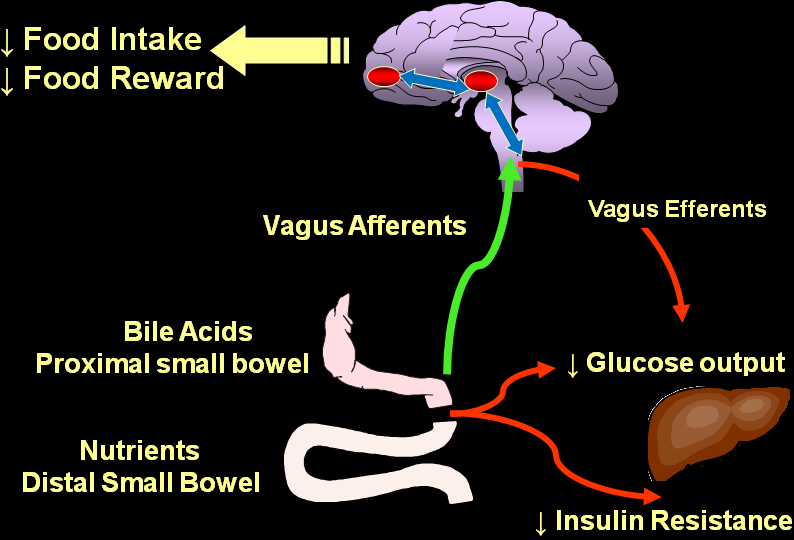 ↓ Food Intake
↓ Food Reward
Vagus Efferents
Vagus Afferents
Bile Acids
Proximal small bowel
↓ Glucose output
Nutrients
Distal Small Bowel
↓ Insulin Resistance